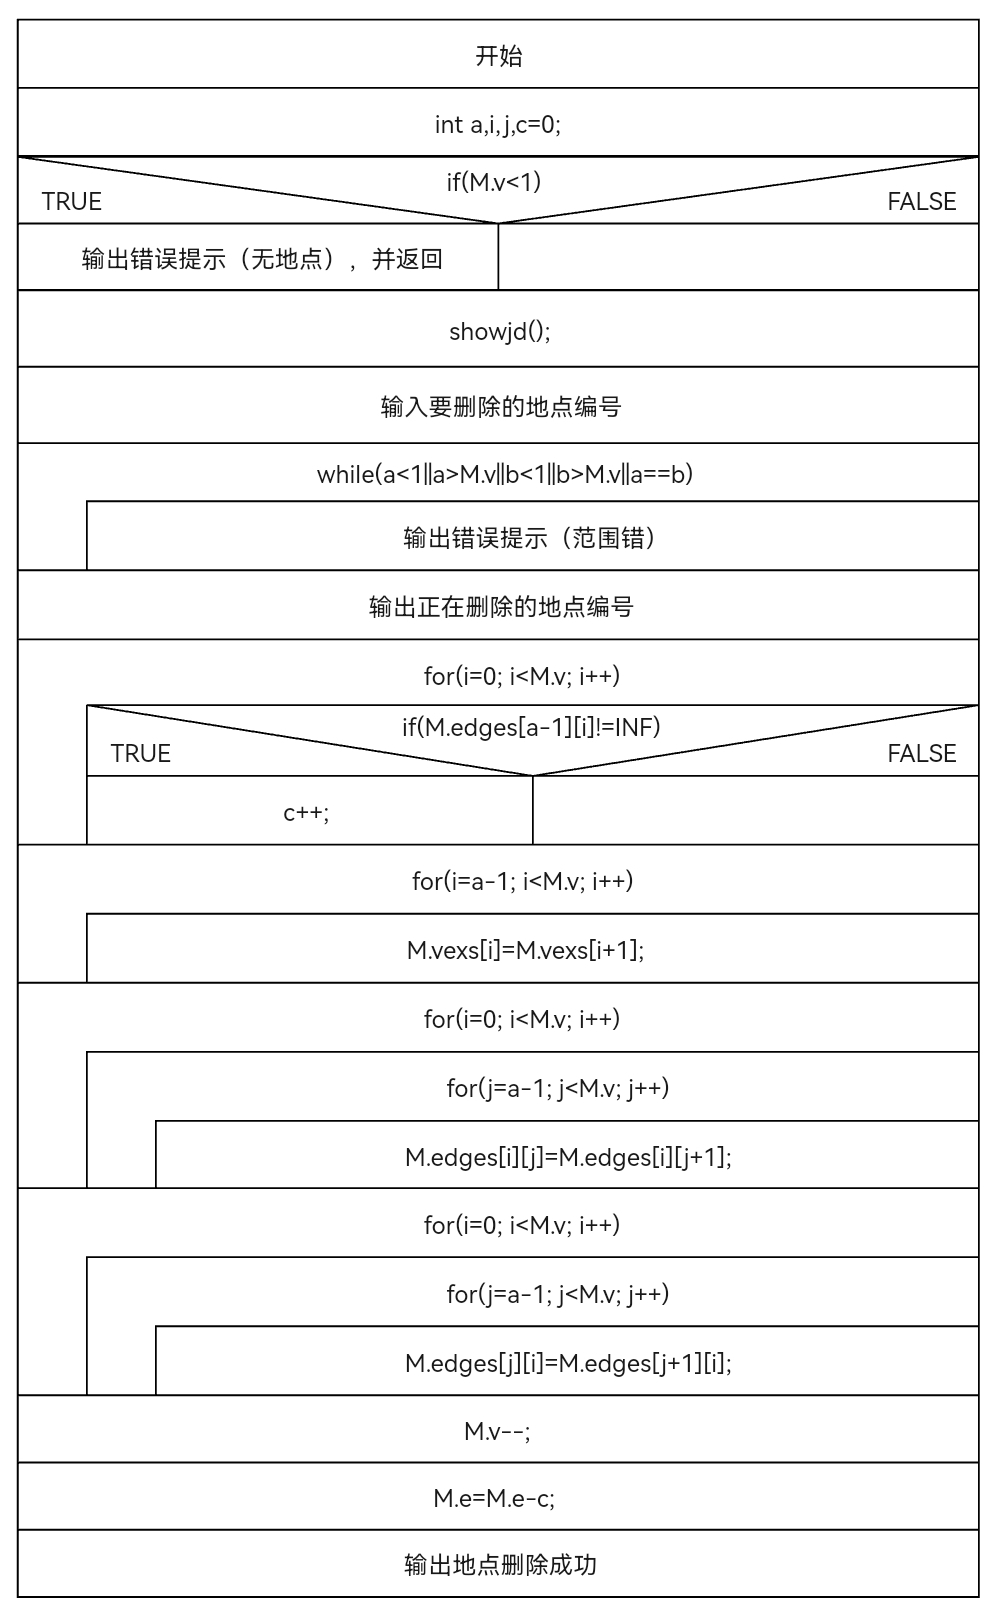 开始
int a,i,j,c=0;
if(M.v<1)
TRUE
FALSE
输出错误提示（无地点），并返回
showjd();
输入要删除的地点编号
while(a<1||a>M.v||b<1||b>M.v||a==b)
输出错误提示（范围错）
输出正在删除的地点编号
for(i=0; i<M.v; i++)
if(M.edges[a-1][i]!=INF)
TRUE
FALSE
c++;
for(i=a-1; i<M.v; i++)
M.vexs[i]=M.vexs[i+1];
for(i=0; i<M.v; i++)
for(j=a-1; j<M.v; j++)
M.edges[i][j]=M.edges[i][j+1];
for(i=0; i<M.v; i++)
for(j=a-1; j<M.v; j++)
M.edges[j][i]=M.edges[j+1][i];
M.v--;
M.e=M.e-c;
输出地点删除成功